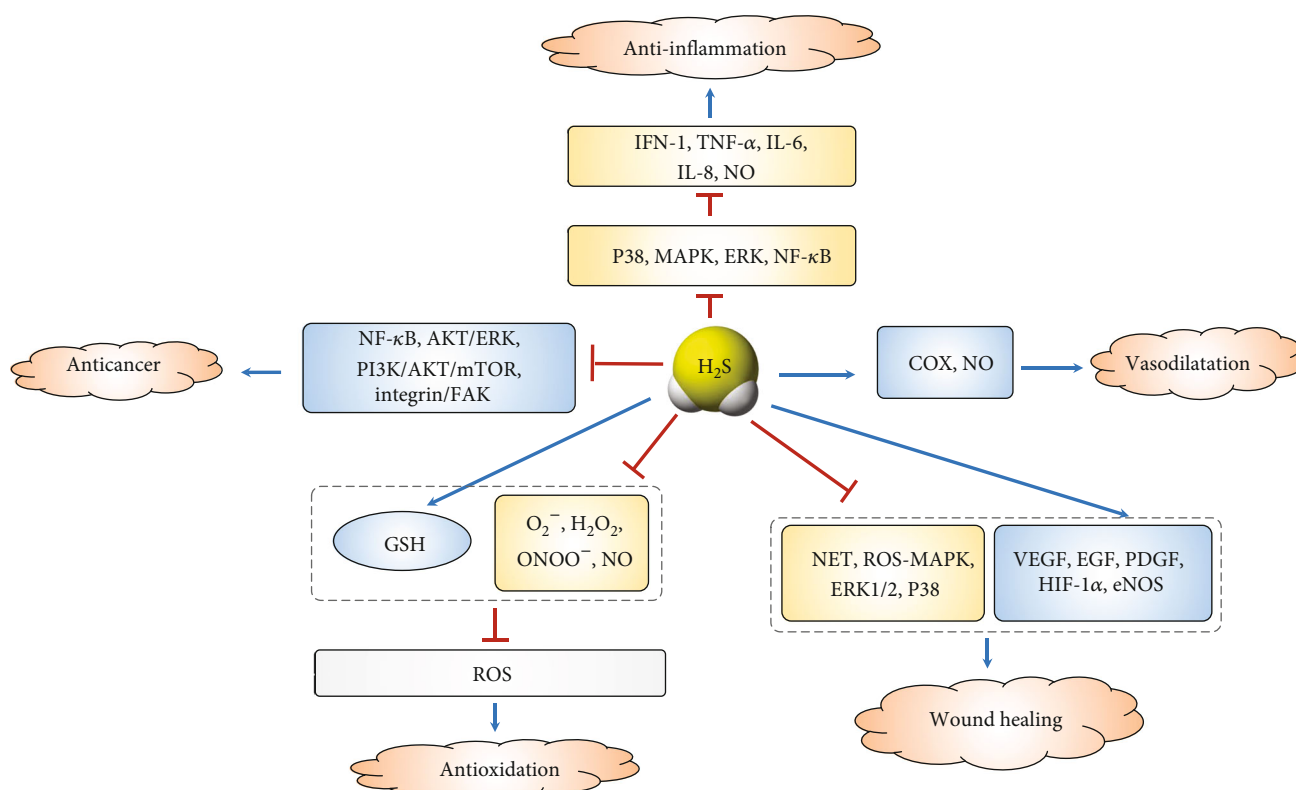 Anti-inflammation
IFN-1, TNF-α, IL-6,
IL-8, NO
P38, MAPK, ERK, NF-κB
Anticancer
NF-κB, AKT/ERK,
PI3K/AKT/mTOR,
integrin/FAK
H₂S
COX, NO
Vasodilatation
GSH
O₂⁻, H₂O₂,
ONOO⁻, NO
NET, ROS-MAPK,
ERK1/2, P38
VEGF, EGF, PDGF,
HIF-1α, eNOS
ROS
Wound healing
Antioxidation